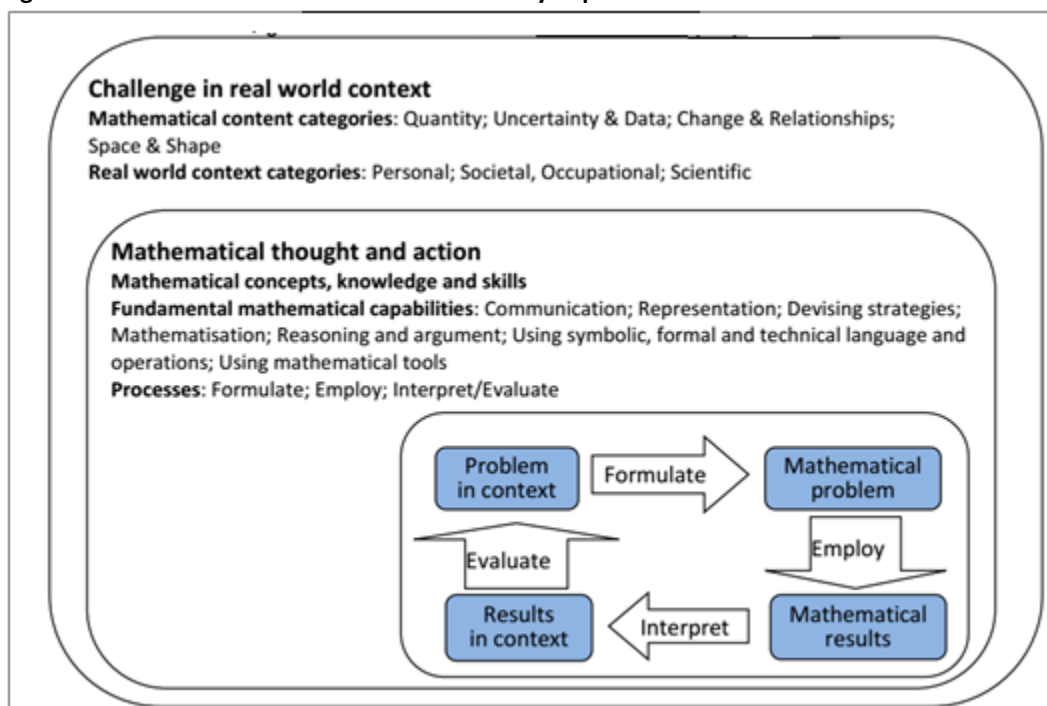 Challenge in real world context
Mathematical content categories: Quantity; Uncertainty & Data; Change & Relationships;
Space & Shape
Real world context categories: Personal; Societal, Occupational; Scientific
Mathematical thought and action
Mathematical concepts, knowledge and skills
Fundamental mathematical capabilities: Communication; Representation; Devising strategies;
Mathematisation; Reasoning and argument; Using symbolic, formal and technical language and
operations; Using mathematical tools
Processes: Formulate; Employ; Interpret/Evaluate
Problem
in context
Formulate
Mathematical
problem
Evaluate
Employ
Results
in context
Interpret
Mathematical
results